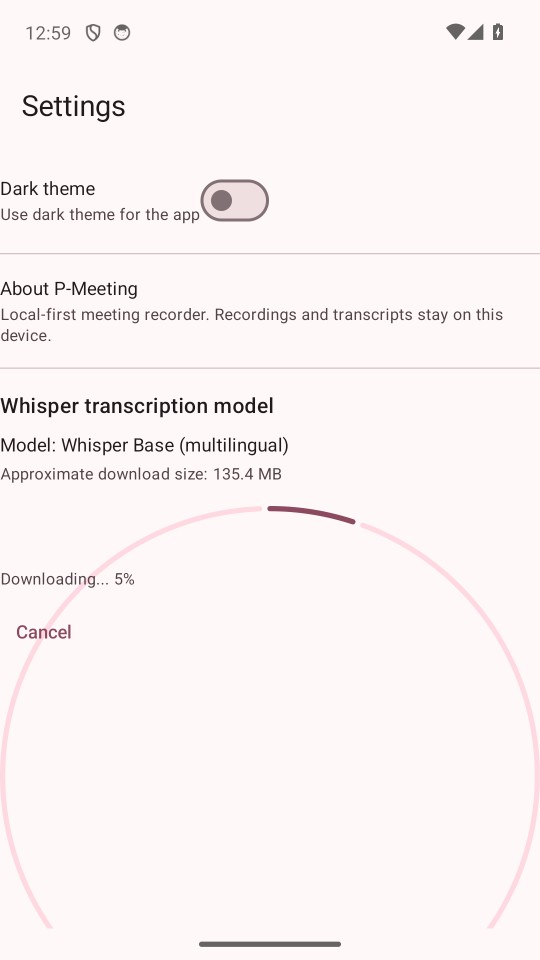 12:59
Settings
Dark theme
Use dark theme for the app
About P-Meeting
Local-first meeting recorder. Recordings and transcripts stay on this
device.
Whisper transcription model
Model: Whisper Base (multilingual)
Approximate download size: 135.4 MB
Downloading... 5%
Cancel